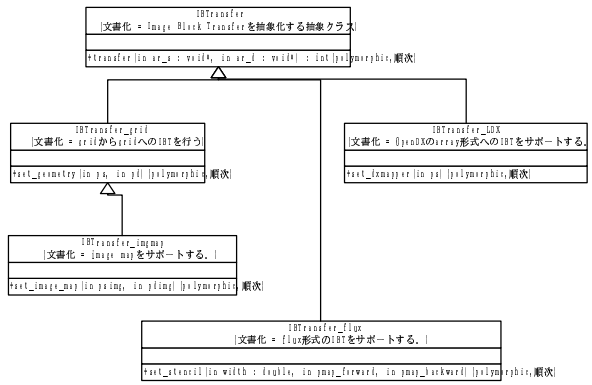 IBTransfer
{文書化 = Image Block Transferを抽象化する抽象クラス}
+transfer(in ar_s : void*, in ar_d : void*) : int{polymorphic,順次}
IBTransfer_grid
{文書化 = gridからgridへのIBTを行う}
+set_geometry(in ps, in pd){polymorphic,順次}
IBTransfer_LDX
{文書化 = OpenDXのarray形式へのIBTをサポートする.
+set_dxmapper(in ps){polymorphic,順次}
IBTransfer_imgmap
{文書化 = image mapをサポートする. }
+set_image_map(in psimg, in pdimg){polymorphic,順次}
IBTransfer_flux
{文書化 = flux形式のIBTをサポートする. }
+set_stencil(in width : double, in pmap_forward, in pmap_backward){polymorphic,順次}